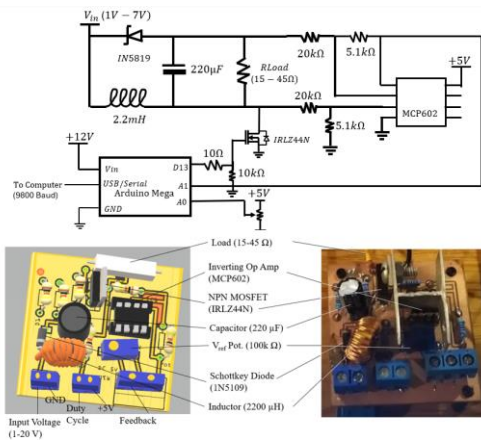 V_in (1V − 7V)
IN5819
220μF
RLoad
(15 − 45Ω)
20kΩ
5.1kΩ
+5V
MCP602
2.2mH
20kΩ
5.1kΩ
IRLZ44N
+12V
10Ω
10kΩ
Vin
D13
To Computer
(9800 Baud)
USB/Serial
Arduino Mega
A1
A0
GND
+5V
Load (15-45 Ω)
Inverting Op Amp
(MCP602)
NPN MOSFET
(IRLZ44N)
Capacitor (220 μF)
V_ref Pot. (100k Ω)
Schottkey Diode
(1N5109)
Inductor (2200 μH)
GND
Input Voltage
(1-20 V)
Duty
Cycle
+5V
Feedback